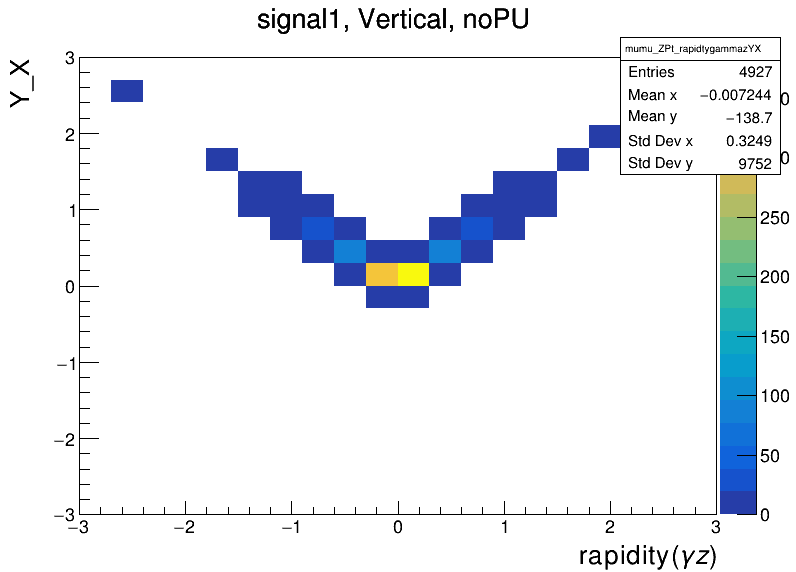 signal1, Vertical, noPU
mumu_ZPt_rapidtygammazYX
Entries 4927
Mean x −0.007244
Mean y −138.7
Std Dev x 0.3249
Std Dev y 9752
Y_X
3
2
1
0
−1
−2
−3
−3
−2
−1
0
1
2
3
rapidity(γz)
250
200
150
100
50
0